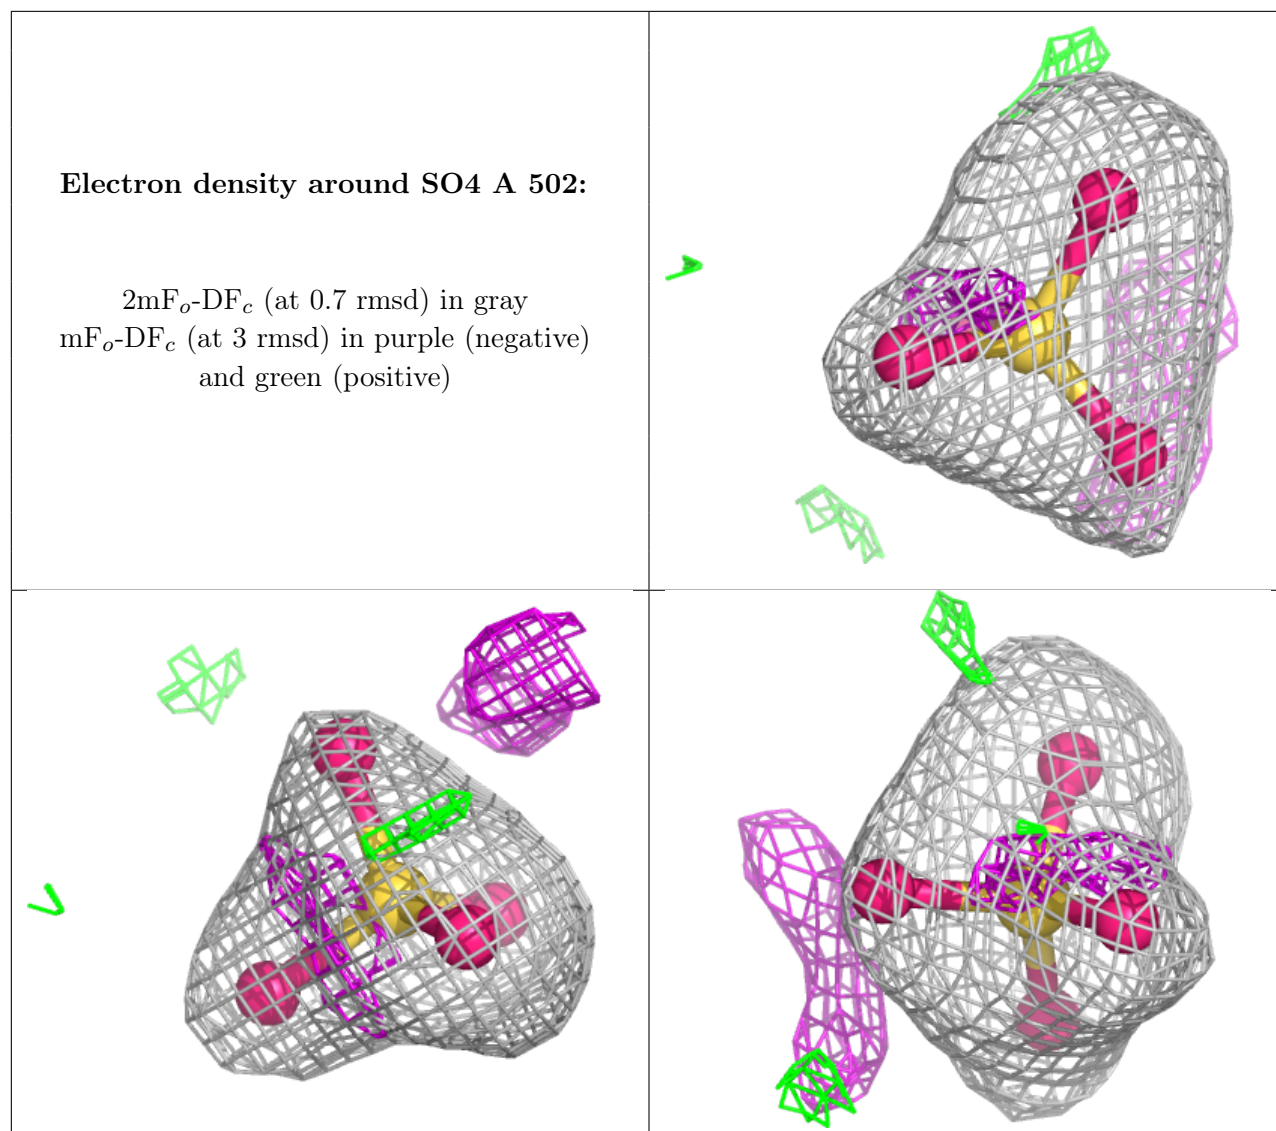 Electron density around SO4 A 502:
2mFo-DFc (at 0.7 rmsd) in gray
mFo-DFc (at 3 rmsd) in purple (negative)
and green (positive)